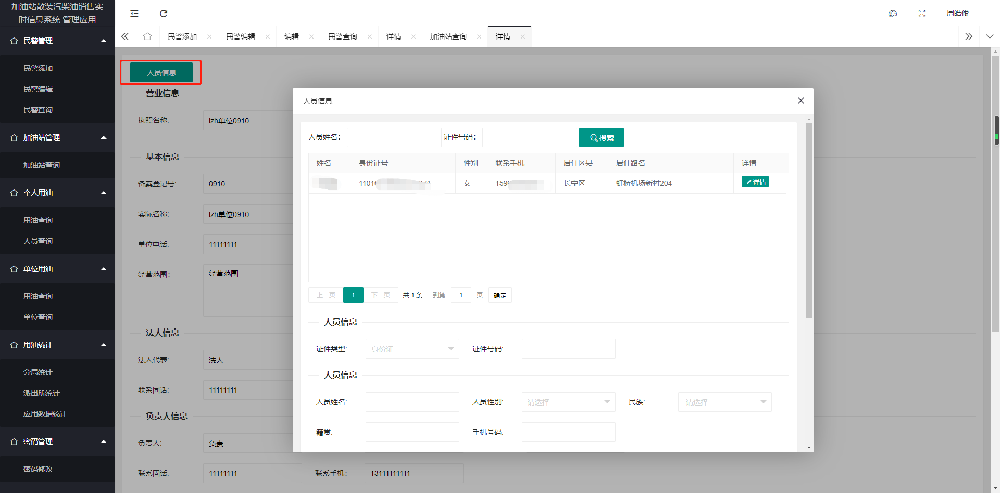 加油站散装汽柴油销售实
时信息系统 管理应用
周皓俊
民警添加 民警编辑 编辑 民警查询 详情 加油站查询 详情
民警管理
民警添加
民警编辑
民警查询
加油站管理
加油站查询
个人用油
用油查询
人员查询
单位用油
用油查询
单位查询
用油统计
分局统计
派出所统计
应用数据统计
密码管理
密码修改
人员信息
营业信息
执照名称: lzh单位0910
基本信息
备案登记号: 0910
实际名称: lzh单位0910
单位电话: 11111111
经营范围: 经营范围
法人信息
法人代表: 法人
联系固话: 11111111
负责人信息
负责人: 负责
联系固话: 11111111 联系手机: 13111111111
人员信息
人员姓名: 证件号码: 搜索
姓名 身份证号 性别 联系手机 居住区县 居住路名 详情
女 长宁区 虹桥机场新村204 详情
上一页 1 下一页 共 1 条 到第 1 页 确定
人员信息
证件类型: 身份证 证件号码:
人员信息
人员姓名: 人员性别: 请选择 民族: 请选择
籍贯: 手机号码: